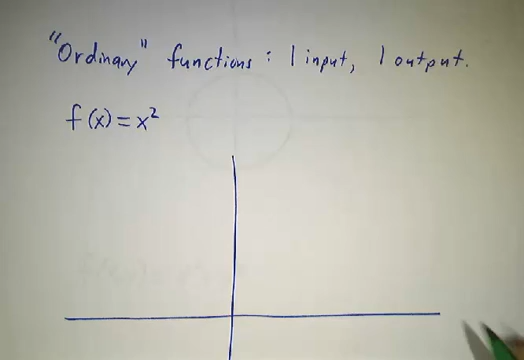 "Ordinary" functions: 1 input, 1 output.
f(x) = x²